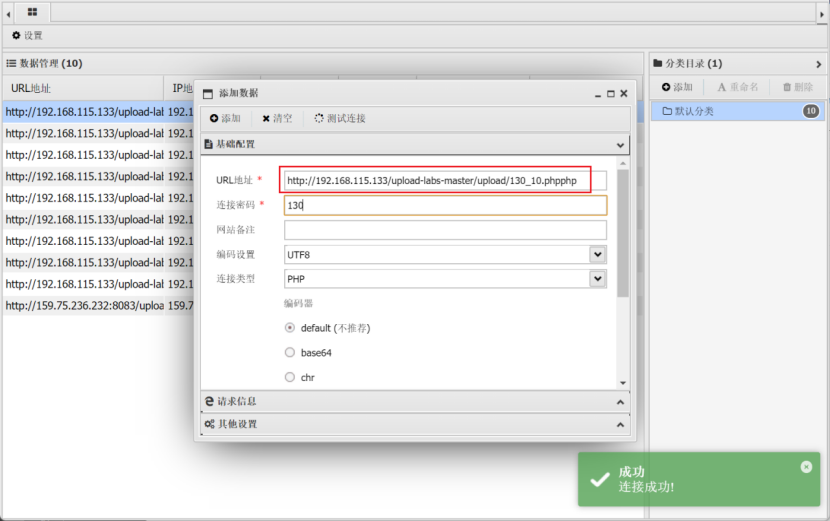 设置
数据管理 (10)
URL地址 IP地
http://192.168.115.133/upload-lab 192.1
http://192.168.115.133/upload-lab 192.1
http://192.168.115.133/upload-lab 192.1
http://192.168.115.133/upload-lab 192.1
http://192.168.115.133/upload-lab 192.1
http://192.168.115.133/upload-lab 192.1
http://192.168.115.133/upload-lab 192.1
http://192.168.115.133/upload-lab 192.1
http://192.168.115.133/upload-lab 192.1
http://159.75.236.232:8083/uploa 159.7
添加数据
添加 清空 测试连接
基础配置
URL地址 * http://192.168.115.133/upload-labs-master/upload/130_10.phpphp
连接密码 * 130
网站备注
编码设置 UTF8
连接类型 PHP
编码器
default (不推荐)
base64
chr
请求信息
其他设置
分类目录 (1)
添加 重命名 删除
默认分类 10
成功
连接成功!